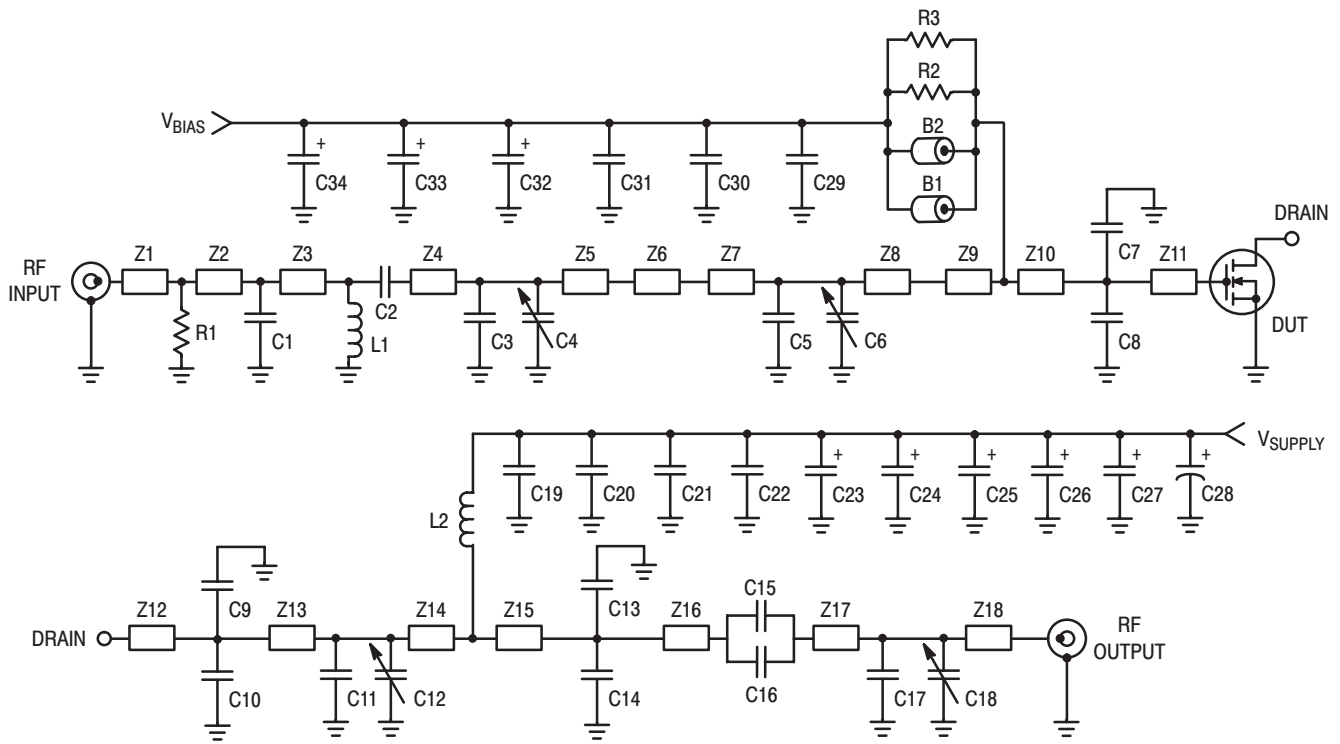 R3
R2
V_BIAS
B2
B1
+
+
+
C34
C33
C32
C31
C30
C29
DRAIN
RF
INPUT
Z1
Z2
Z3
Z4
Z5
Z6
Z7
Z8
Z9
Z10
C7
Z11
R1
C1
L1
C2
C3
C4
C5
C6
C8
DUT
V_SUPPLY
+
+
+
+
+
+
C19
C20
C21
C22
C23
C24
C25
C26
C27
C28
L2
DRAIN
Z12
C9
Z13
Z14
Z15
C13
Z16
C15
Z17
Z18
RF
OUTPUT
C10
C11
C12
C14
C16
C17
C18